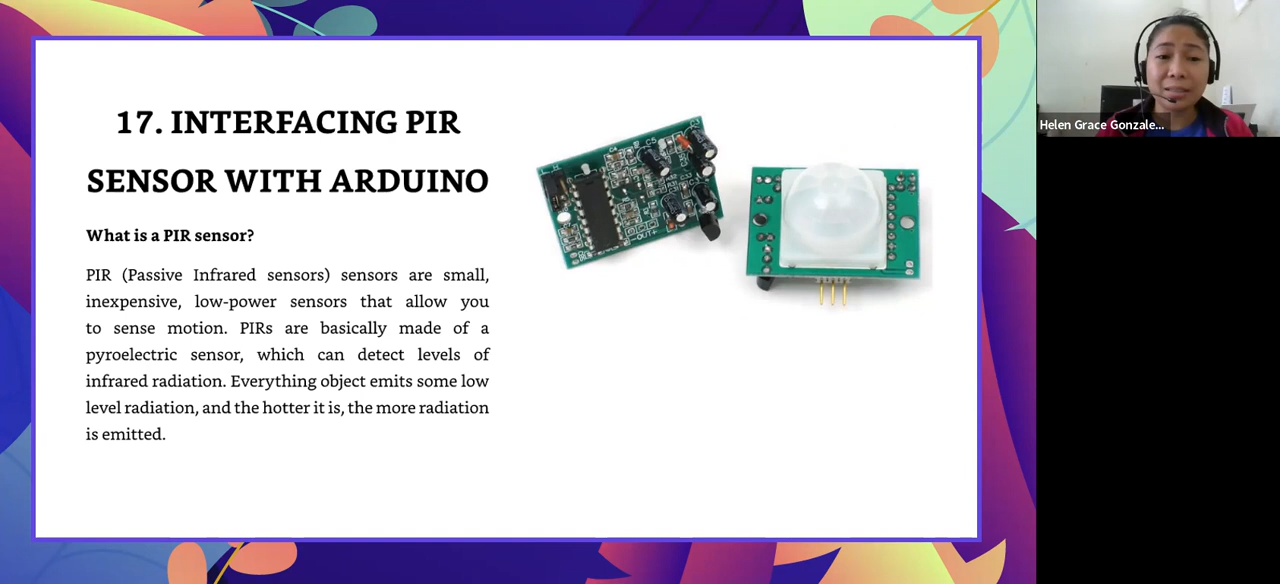 17. INTERFACING PIR
SENSOR WITH ARDUINO
What is a PIR sensor?
PIR (Passive Infrared sensors) sensors are small,
inexpensive, low-power sensors that allow you
to sense motion. PIRs are basically made of a
pyroelectric sensor, which can detect levels of
infrared radiation. Everything object emits some low
level radiation, and the hotter it is, the more radiation
is emitted.
Helen Grace Gonzale...